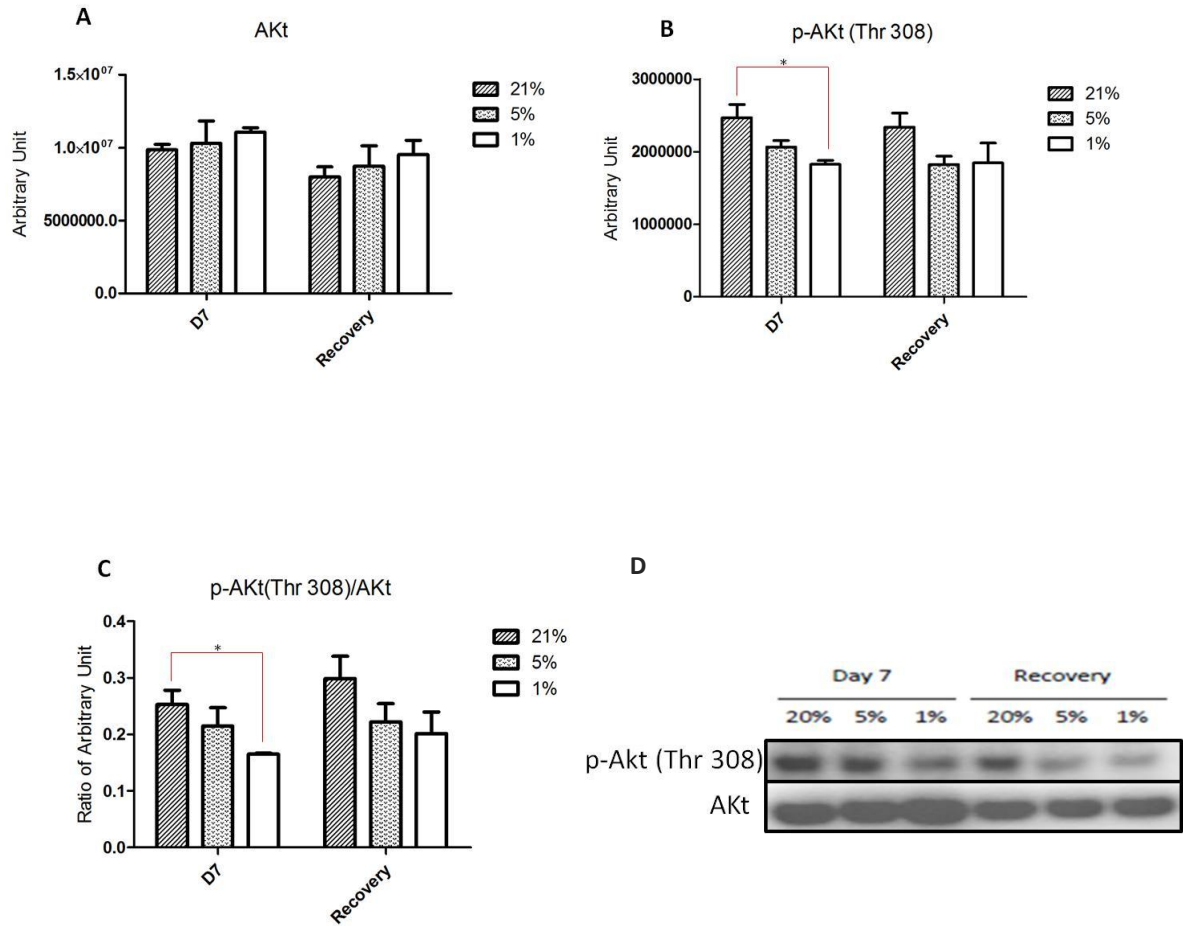 A
AKt
1.5×10⁰⁷
1.0×10⁰⁷
5000000.0
0.0
Arbitrary Unit
D7
Recovery
21%
5%
1%
B
p-AKt (Thr 308)
*
3000000
2000000
1000000
0
Arbitrary Unit
D7
Recovery
21%
5%
1%
C
p-AKt(Thr 308)/AKt
*
0.4
0.3
0.2
0.1
0.0
Ratio of Arbitrary Unit
D7
Recovery
21%
5%
1%
D
Day 7 Recovery
20% 5% 1% 20% 5% 1%
p-Akt (Thr 308)
AKt